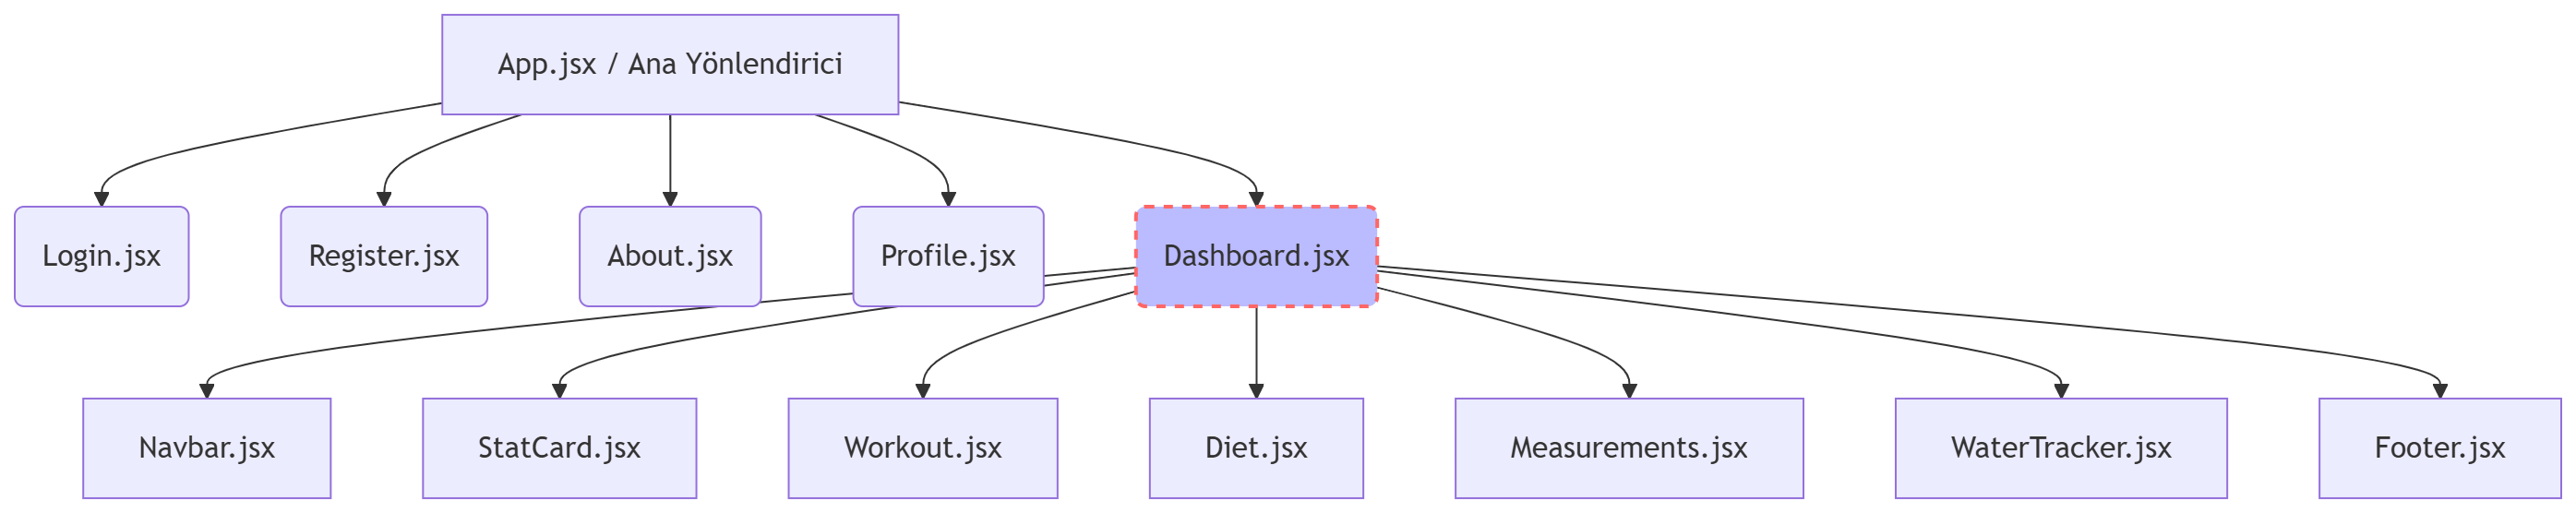 App.jsx / Ana Yönlendirici
Login.jsx
Register.jsx
About.jsx
Profile.jsx
Dashboard.jsx
Navbar.jsx
StatCard.jsx
Workout.jsx
Diet.jsx
Measurements.jsx
WaterTracker.jsx
Footer.jsx